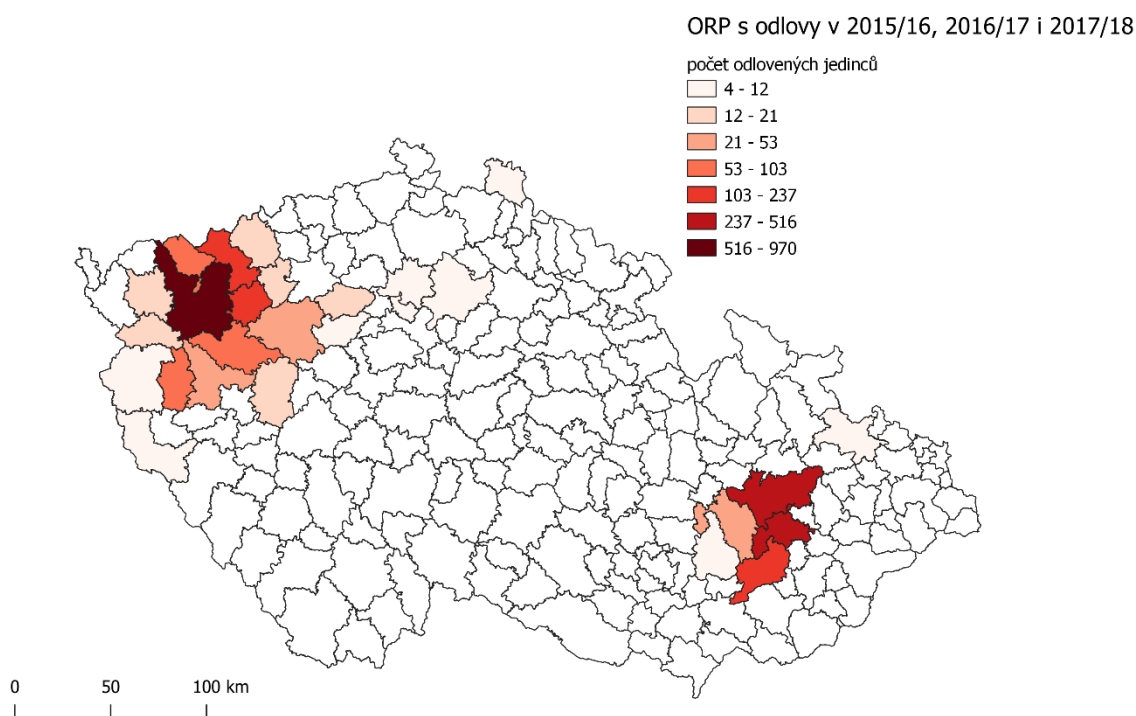 ORP s odlovy v 2015/16, 2016/17 i 2017/18
počet odlovených jedinců
4 - 12
12 - 21
21 - 53
53 - 103
103 - 237
237 - 516
516 - 970
0 50 100 km